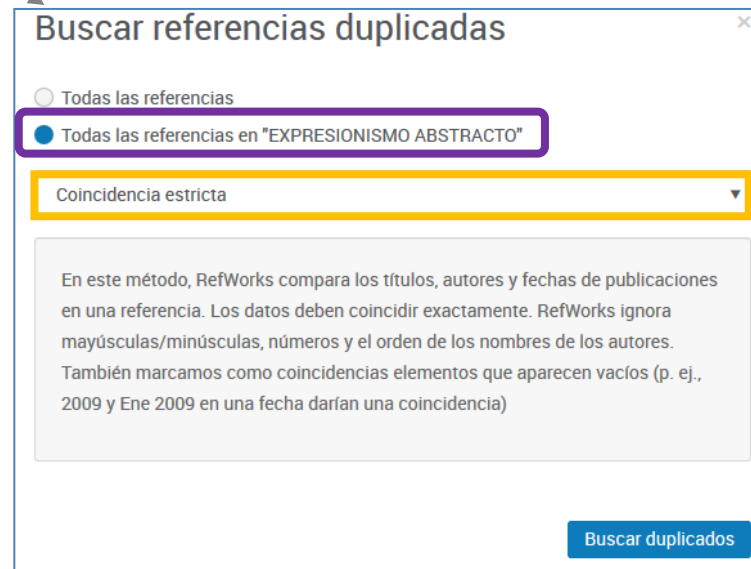 Buscar referencias duplicadas
Todas las referencias
Todas las referencias en "EXPRESIONISMO ABSTRACTO"
Coincidencia estricta
En este método, RefWorks compara los títulos, autores y fechas de publicaciones
en una referencia. Los datos deben coincidir exactamente. RefWorks ignora
mayúsculas/minúsculas, números y el orden de los nombres de los autores.
También marcamos como coincidencias elementos que aparecen vacíos (p. ej.,
2009 y Ene 2009 en una fecha darían una coincidencia)
Buscar duplicados